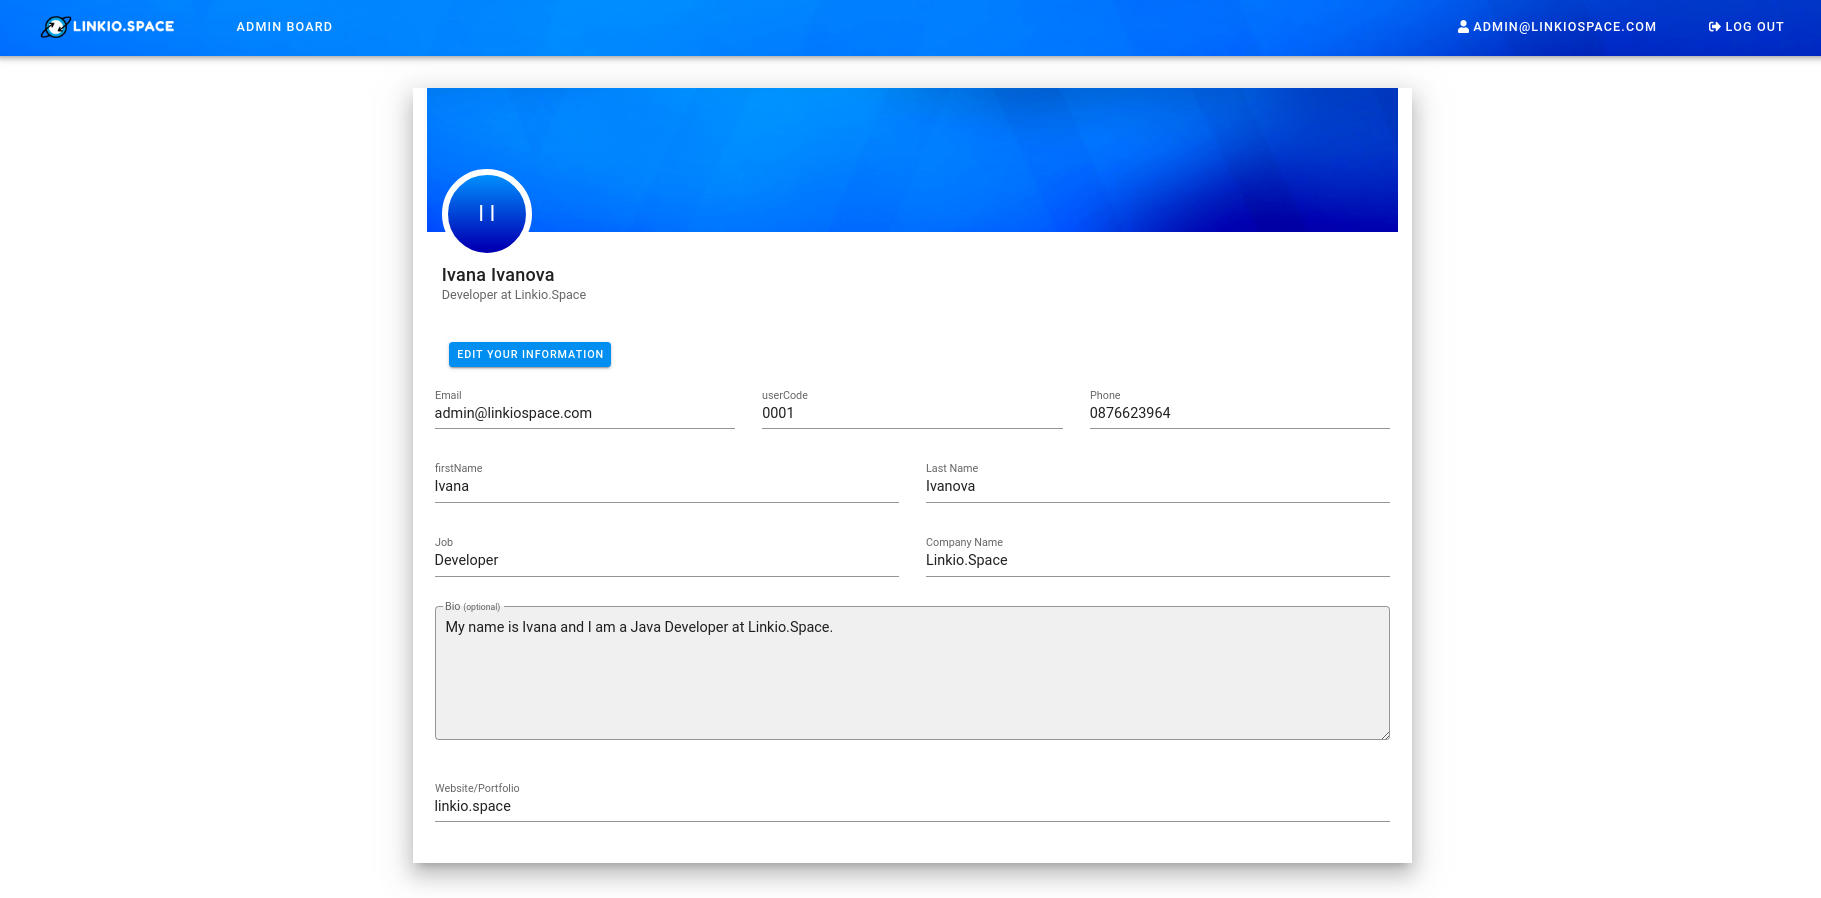 LINKIO.SPACE ADMIN BOARD ADMIN@LINKIOSPACE.COM LOG OUT
I I
Ivana Ivanova
Developer at Linkio.Space
EDIT YOUR INFORMATION
Email userCode Phone
admin@linkiospace.com 0001 0876623964
firstName Last Name
Ivana Ivanova
Job Company Name
Developer Linkio.Space
Bio (optional)
My name is Ivana and I am a Java Developer at Linkio.Space.
Website/Portfolio
linkio.space